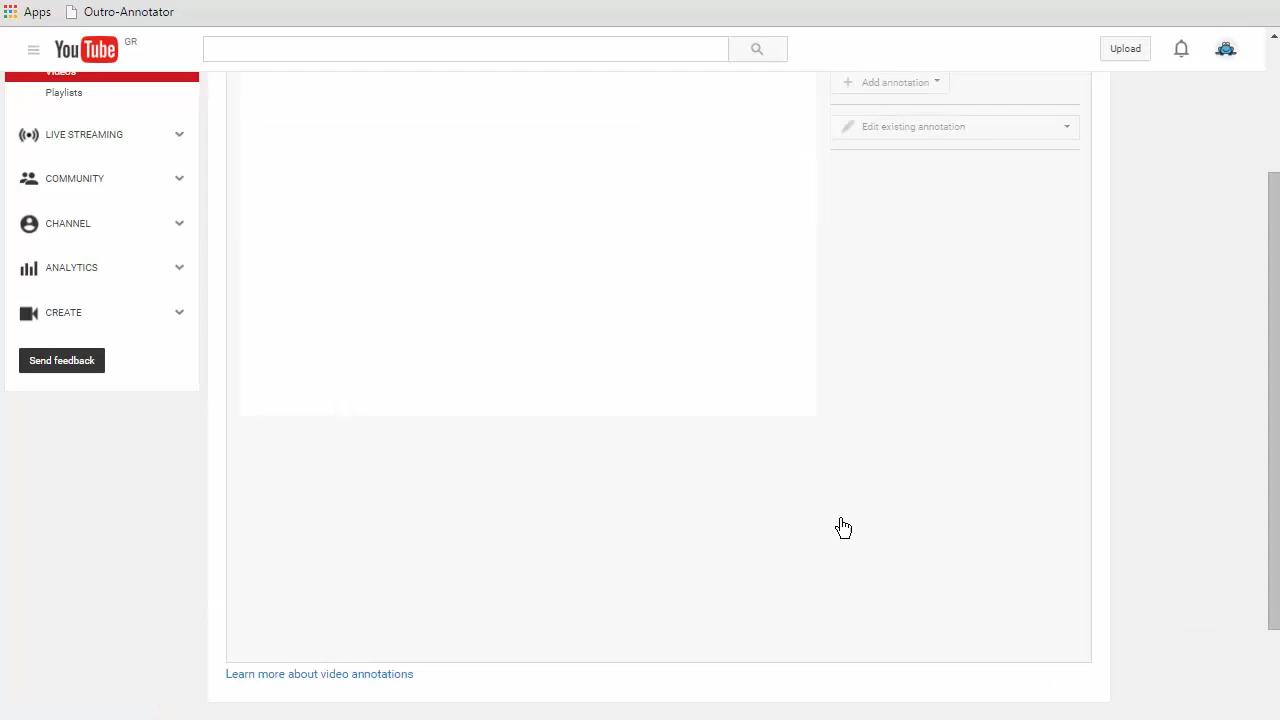 Apps
Outro-Annotator
YouTube GR
Upload
Videos
Playlists
LIVE STREAMING
COMMUNITY
CHANNEL
ANALYTICS
CREATE
Send feedback
Add annotation
Edit existing annotation
Learn more about video annotations